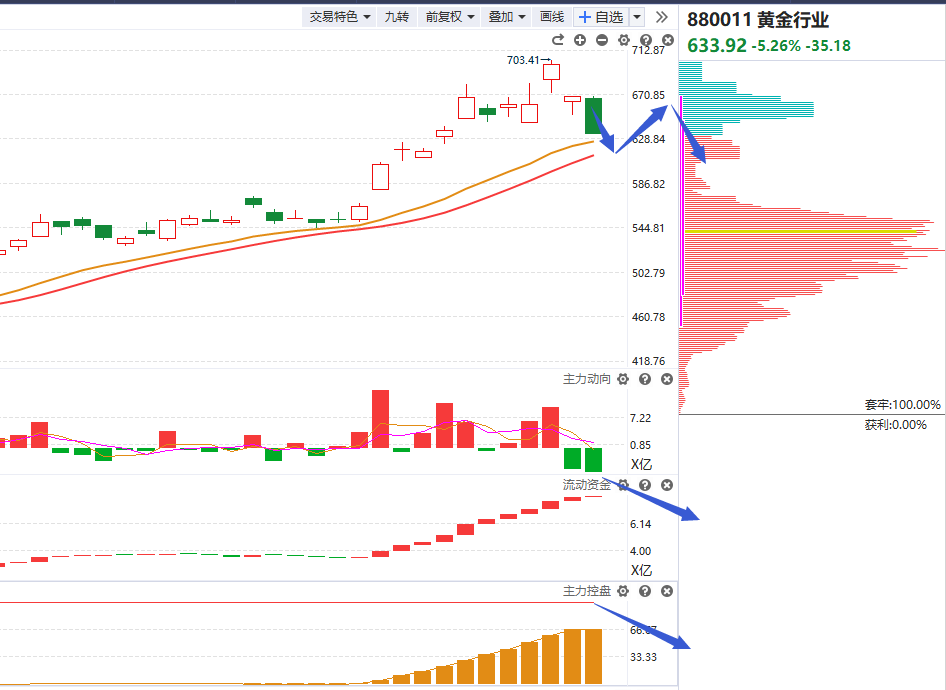 交易特色 九转 前复权 叠加 画线 +自选
880011 黄金行业
633.92 -5.26% -35.18
712.87
703.41
670.85
628.84
586.82
544.81
502.79
460.78
418.76
套牢:100.00%
获利:0.00%
主力动向
7.22
0.85
X亿
流动资金
6.14
4.00
X亿
主力控盘
66.67
33.33